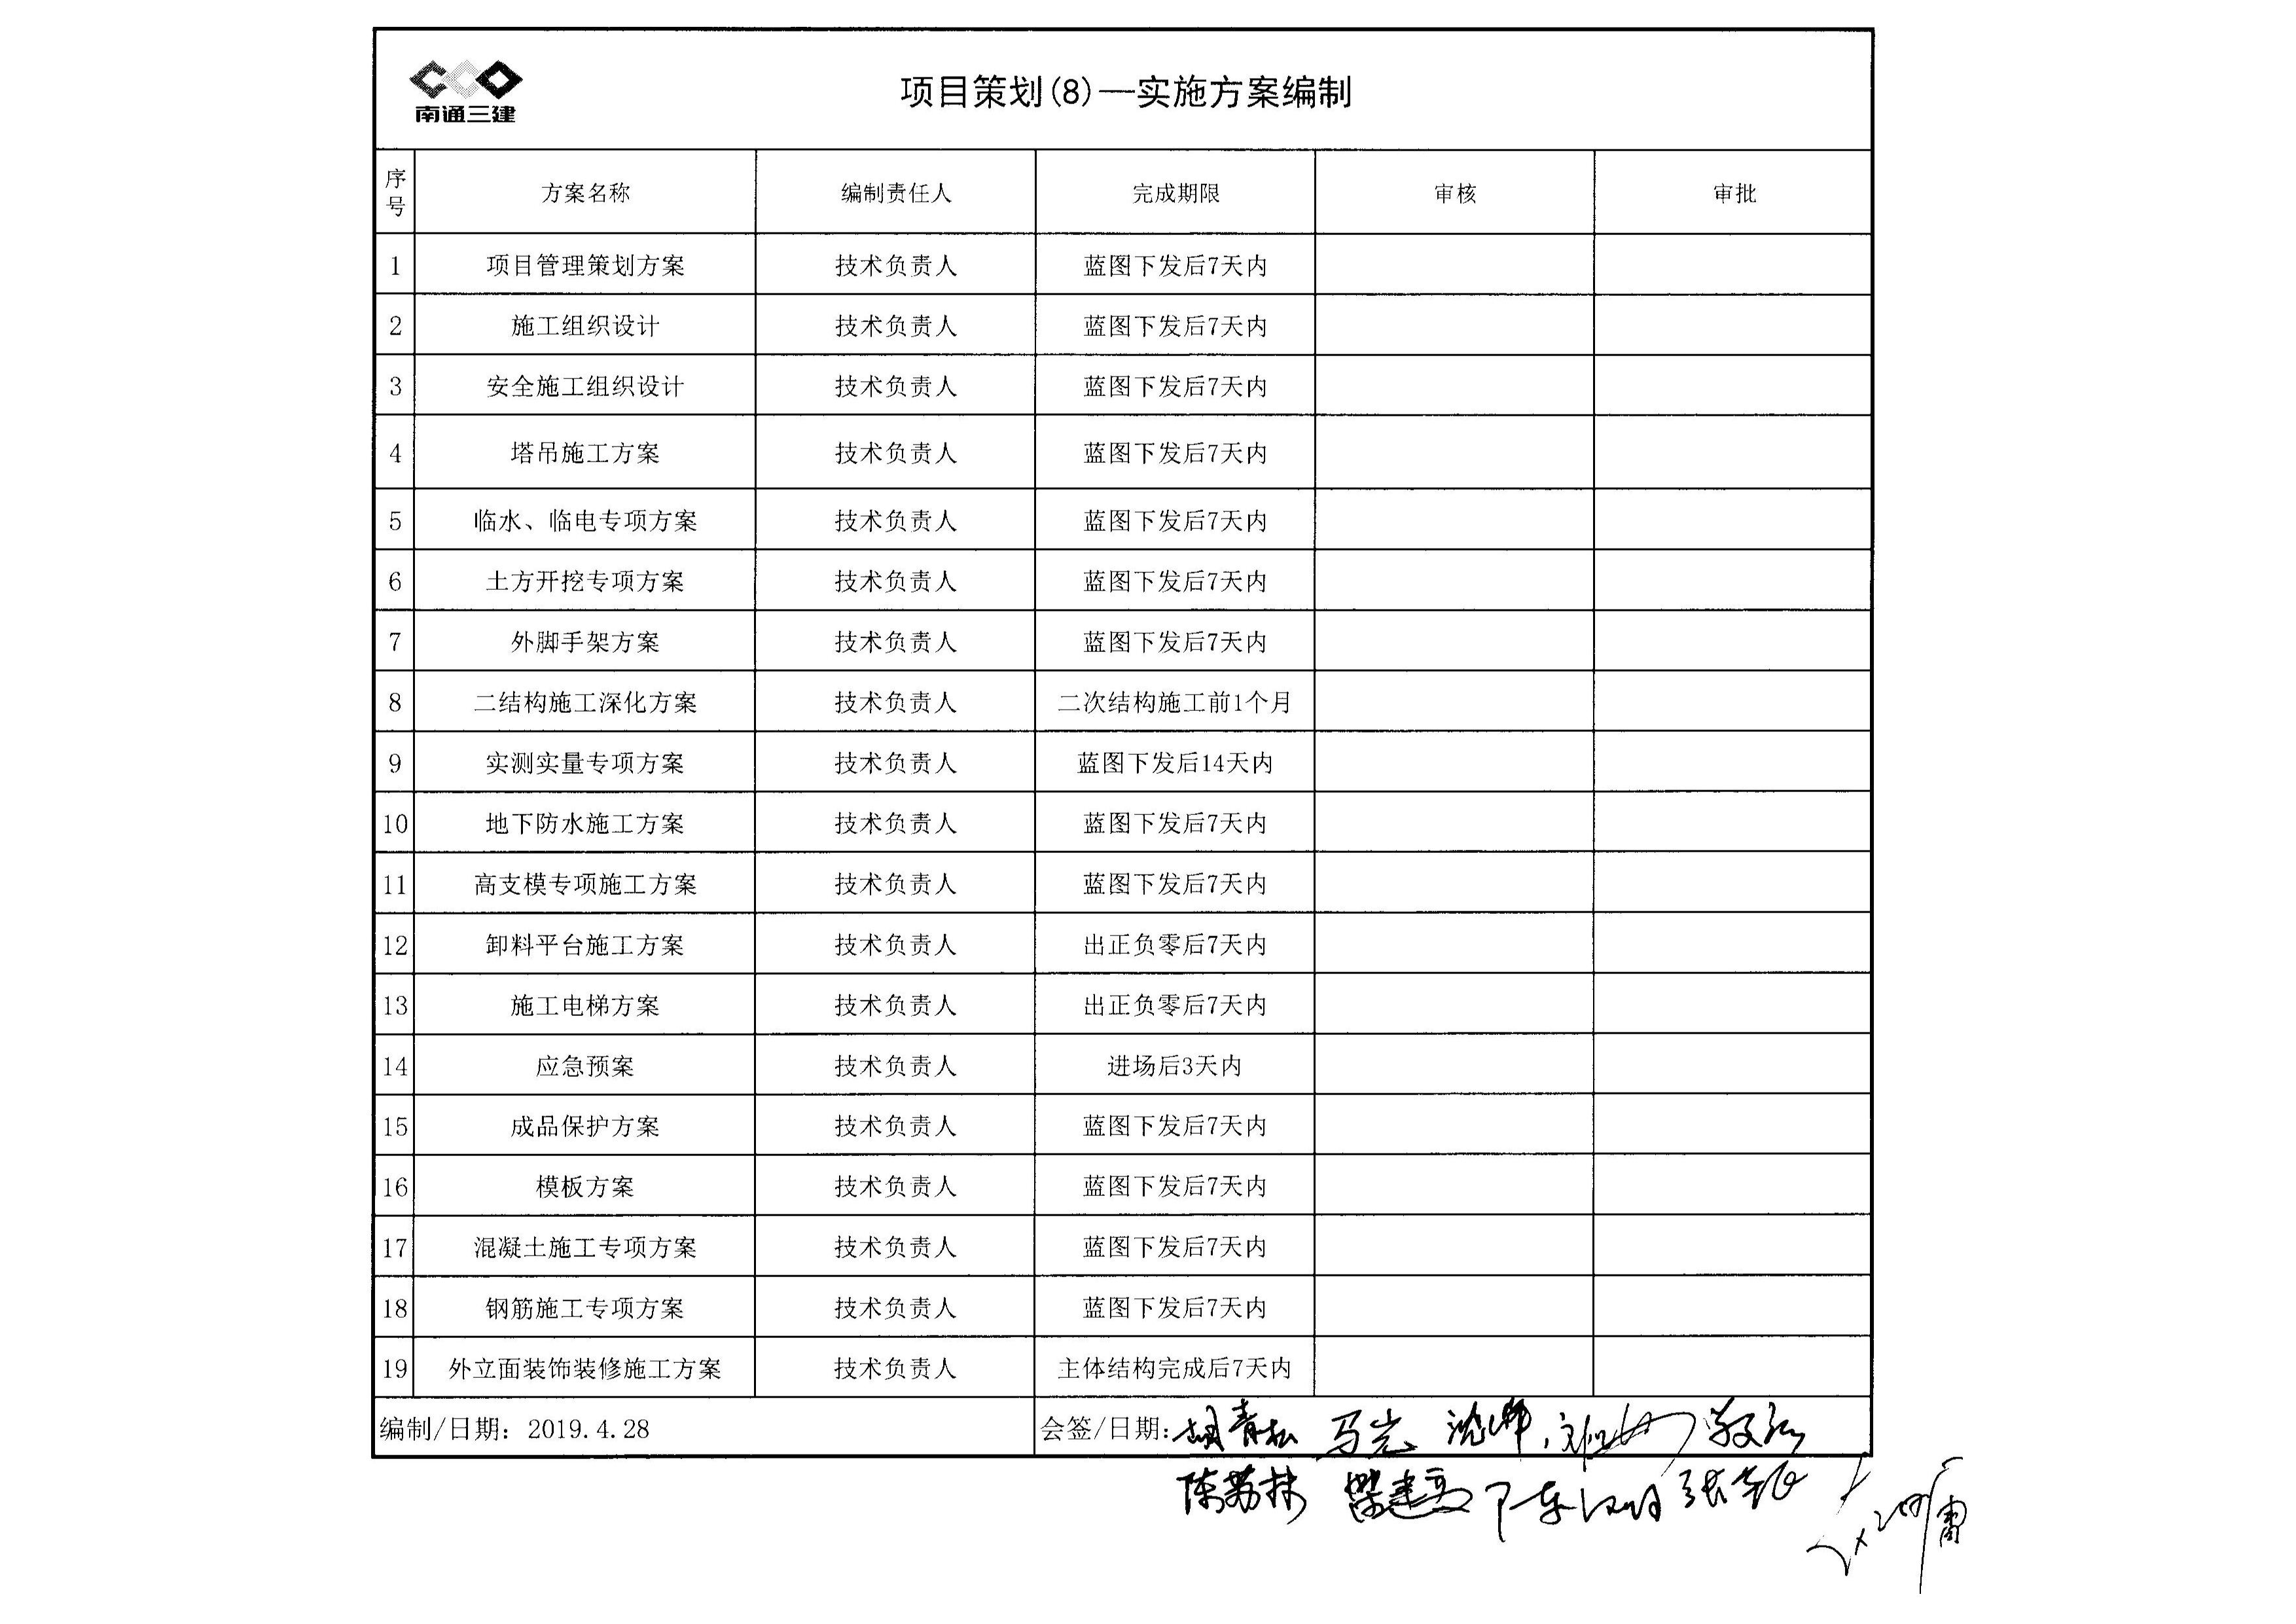 南通三建
项目策划(8)—实施方案编制
序号 方案名称 编制责任人 完成期限 审核 审批
1 项目管理策划方案 技术负责人 蓝图下发后7天内
2 施工组织设计 技术负责人 蓝图下发后7天内
3 安全施工组织设计 技术负责人 蓝图下发后7天内
4 塔吊施工方案 技术负责人 蓝图下发后7天内
5 临水、临电专项方案 技术负责人 蓝图下发后7天内
6 土方开挖专项方案 技术负责人 蓝图下发后7天内
7 外脚手架方案 技术负责人 蓝图下发后7天内
8 二结构施工深化方案 技术负责人 二次结构施工前1个月
9 实测实量专项方案 技术负责人 蓝图下发后14天内
10 地下防水施工方案 技术负责人 蓝图下发后7天内
11 高支模专项施工方案 技术负责人 蓝图下发后7天内
12 卸料平台施工方案 技术负责人 出正负零后7天内
13 施工电梯方案 技术负责人 出正负零后7天内
14 应急预案 技术负责人 进场后3天内
15 成品保护方案 技术负责人 蓝图下发后7天内
16 模板方案 技术负责人 蓝图下发后7天内
17 混凝土施工专项方案 技术负责人 蓝图下发后7天内
18 钢筋施工专项方案 技术负责人 蓝图下发后7天内
19 外立面装饰装修施工方案 技术负责人 主体结构完成后7天内
编制/日期: 2019.4.28 会签/日期: 胡青松
陈苏林